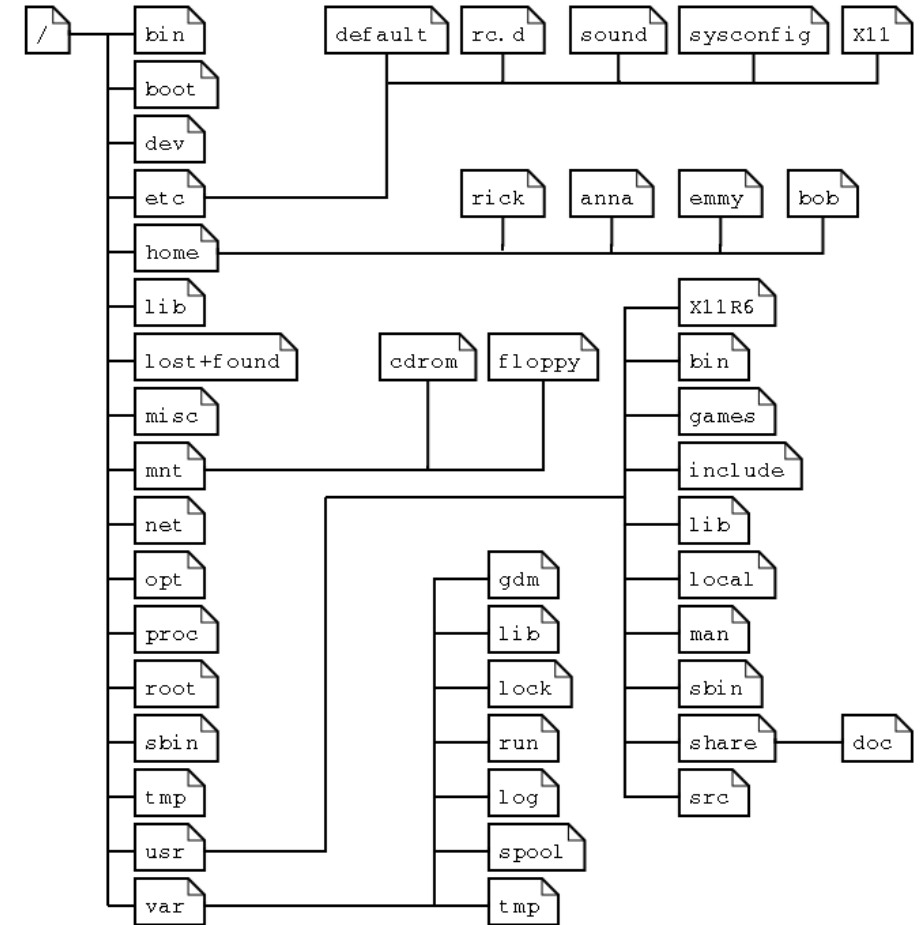 / bin default rc.d sound sysconfig X11
boot
dev
etc rick anna emmy bob
home
lib X11R6
lost+found cdrom floppy bin
misc games
mnt include
net lib
opt gdm local
proc lib man
root lock sbin
sbin run share doc
tmp log src
usr spool
var tmp